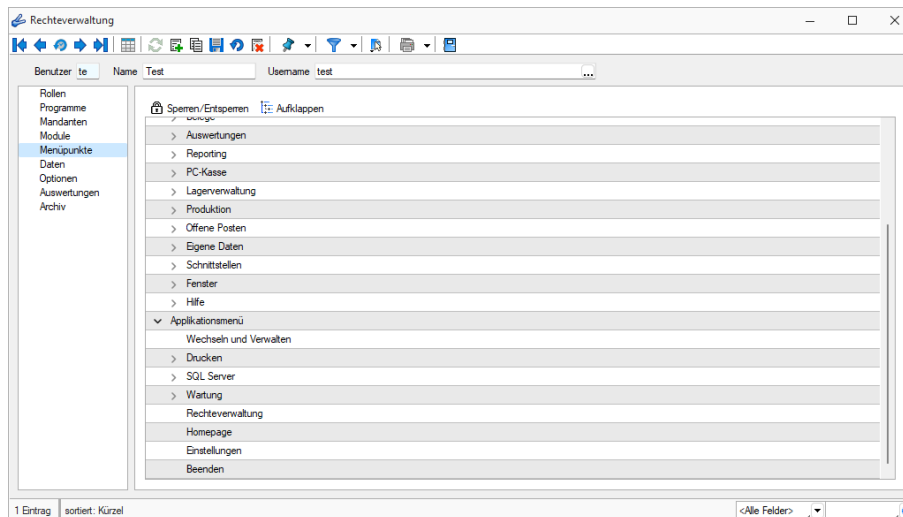 Rechteverwaltung
Benutzer te Name Test Username test ...
Rollen
Programme
Mandanten
Module
Menüpunkte
Daten
Optionen
Auswertungen
Archiv
Sperren/Entsperren Aufklappen
Belege
Auswertungen
Reporting
PC-Kasse
Lagerverwaltung
Produktion
Offene Posten
Eigene Daten
Schnittstellen
Fenster
Hilfe
Applikationsmenü
Wechseln und Verwalten
Drucken
SQL Server
Wartung
Rechteverwaltung
Homepage
Einstellungen
Beenden
1 Eintrag sortiert: Kürzel <Alle Felder>